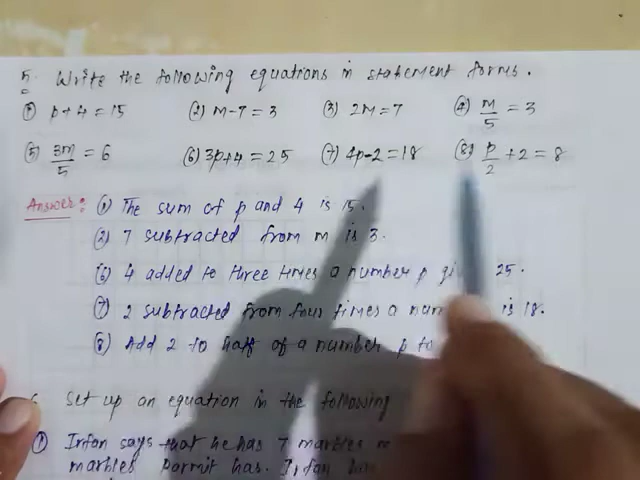 5. Write the following equations in statement forms.
(1) p+4=15 (2) m-7=3 (3) 2m=7 (4) m/5=3
(5) 3m/5=6 (6) 3p+4=25 (7) 4p-2=18 (8) p/2+2=8
Answer: (1) The sum of p and 4 is 15.
(2) 7 subtracted from m is 3.
(6) 4 added to three times a number p 25.
(7) 2 subtracted from four times a is 18.
(8) Add 2 to half of a number p to
Set up an equation in the following
(1) Irfan says that he has 7 marbles
marbles Parmit has. Irfan has